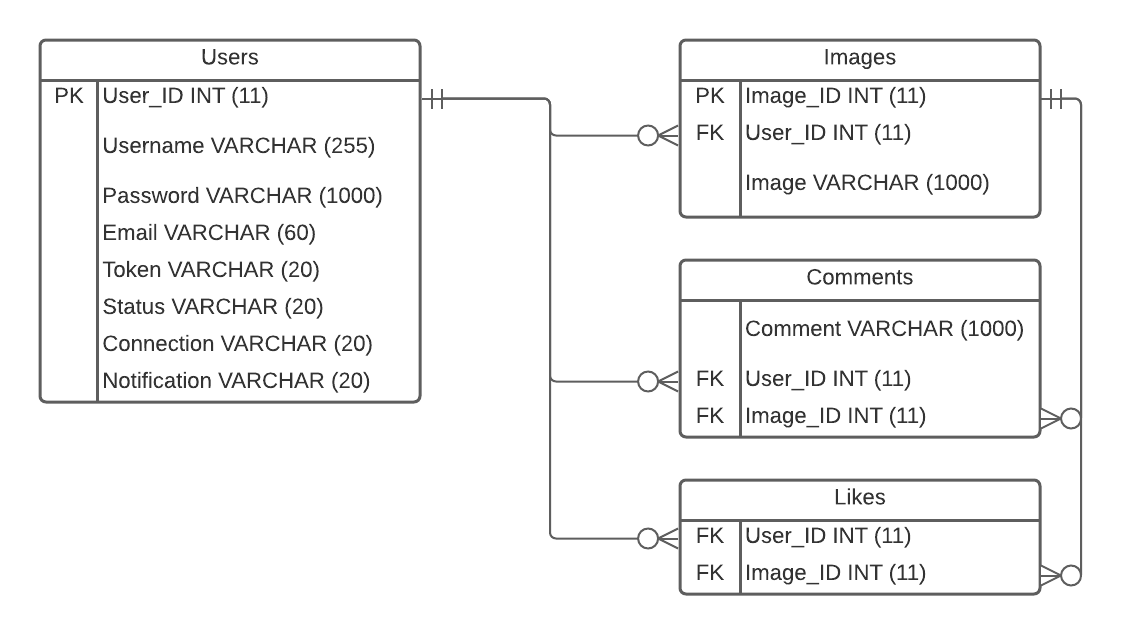 Users
PK User_ID INT (11)
Username VARCHAR (255)
Password VARCHAR (1000)
Email VARCHAR (60)
Token VARCHAR (20)
Status VARCHAR (20)
Connection VARCHAR (20)
Notification VARCHAR (20)
Images
PK Image_ID INT (11)
FK User_ID INT (11)
Image VARCHAR (1000)
Comments
Comment VARCHAR (1000)
FK User_ID INT (11)
FK Image_ID INT (11)
Likes
FK User_ID INT (11)
FK Image_ID INT (11)